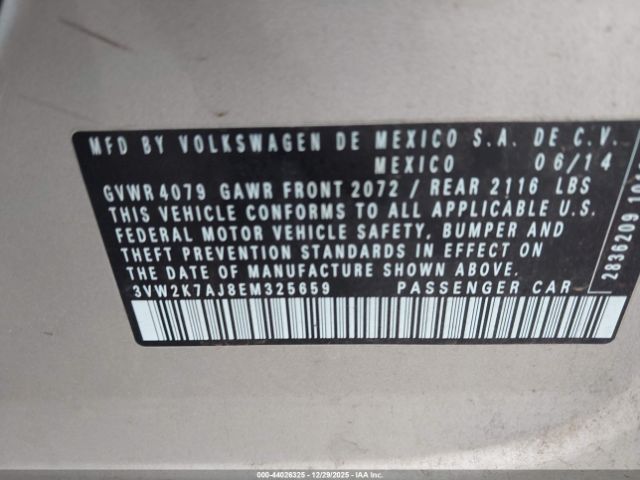 MFD BY VOLKSWAGEN DE MEXICO S.A. DE C.V.
MEXICO 06/14
GVWR 4079 GAWR FRONT 2072 / REAR 2116 LBS
THIS VEHICLE CONFORMS TO ALL APPLICABLE U.S.
FEDERAL MOTOR VEHICLE SAFETY, BUMPER AND
THEFT PREVENTION STANDARDS IN EFFECT ON
THE DATE OF MANUFACTURE SHOWN ABOVE.
3VW2K7AJ8EM325659 PASSENGER CAR
2836209
000-44026325 - 12/29/2025 - IAA, Inc.